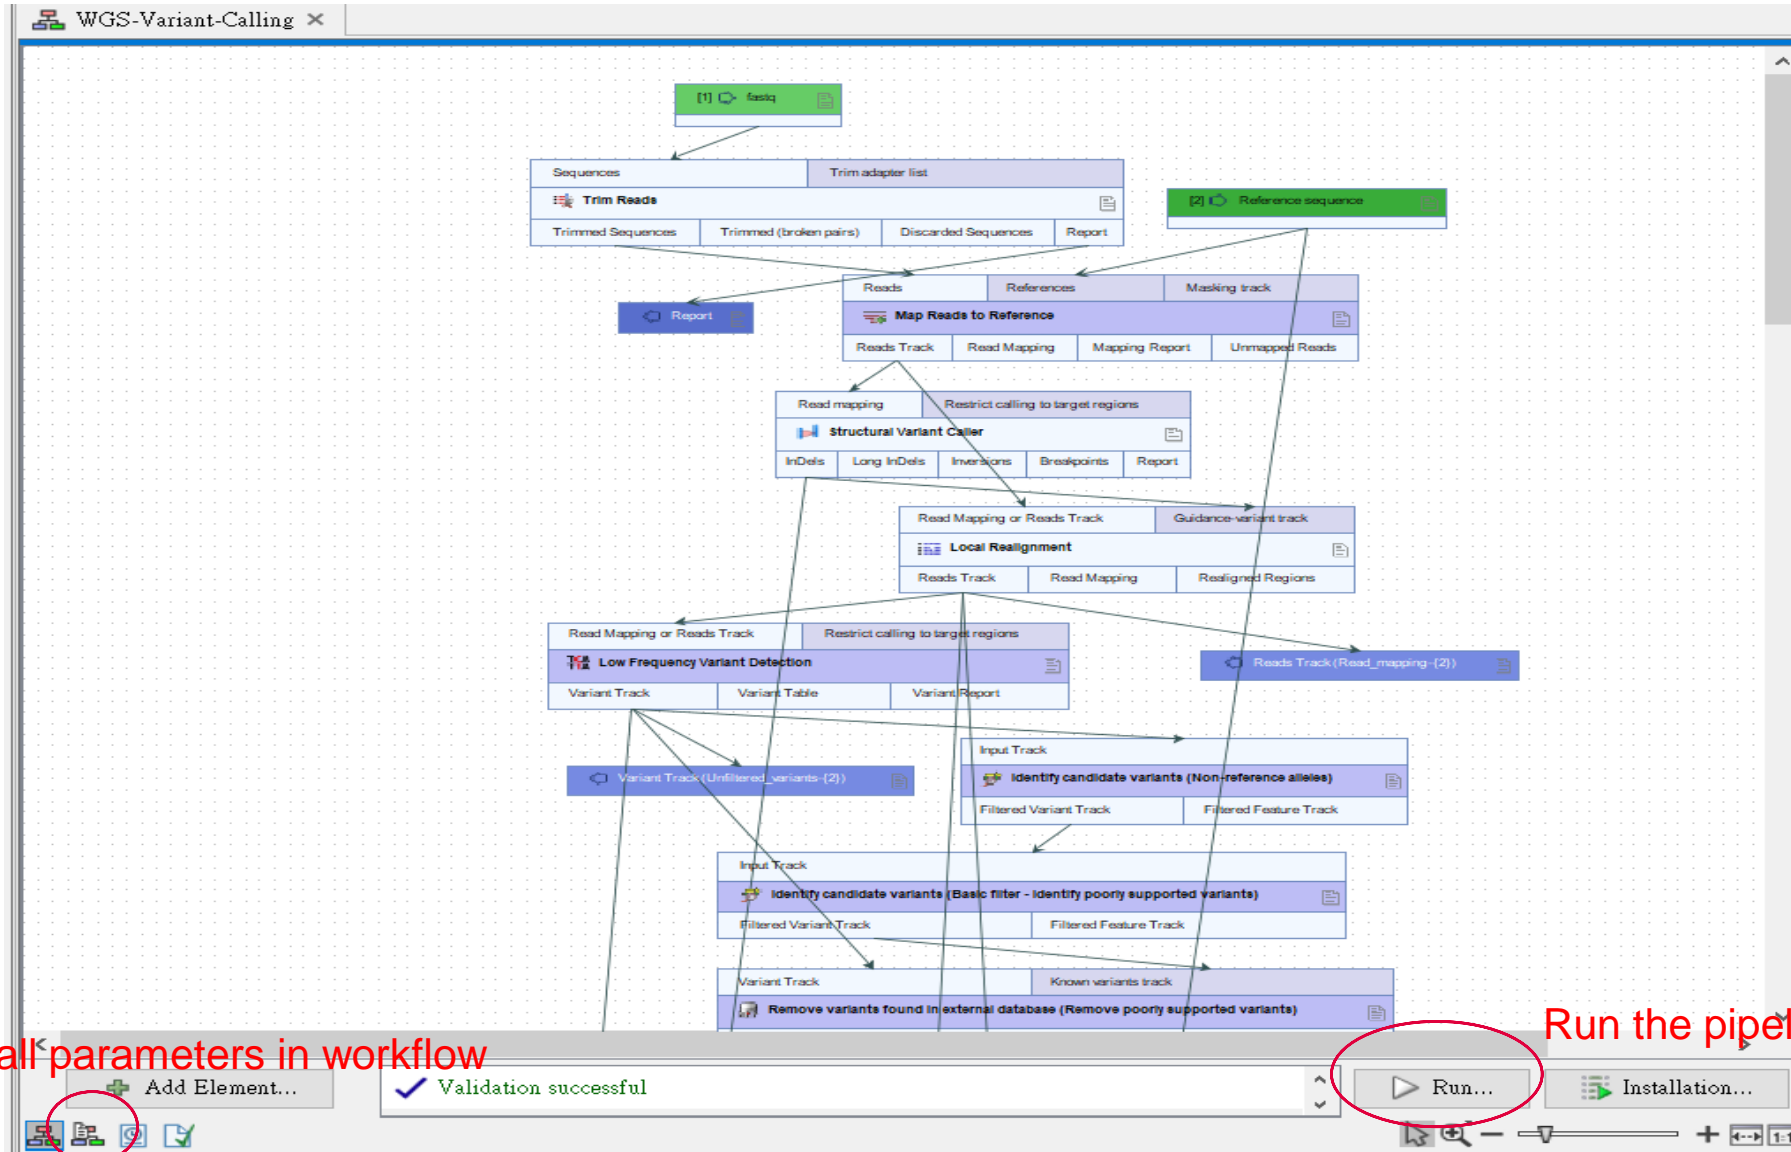 WGS-Variant-Calling ×
[1] fastq
Sequences Trim adapter list
Trim Reads
Trimmed Sequences Trimmed (broken pairs) Discarded Sequences Report
[2] Reference sequence
Reads References Masking track
Report
Map Reads to Reference
Reads Track Read Mapping Mapping Report Unmapped Reads
Read mapping Restrict calling to target regions
Structural Variant Caller
InDels Long InDels Inversions Breakpoints Report
Read Mapping or Reads Track Guidance-variant track
Local Realignment
Reads Track Read Mapping Realigned Regions
Read Mapping or Reads Track Restrict calling to target regions
Low Frequency Variant Detection
Reads Track (Read_mapping-{2})
Variant Track Variant Table Variant Report
Input Track
Variant Track (Unfiltered_variants-{2})
Identify candidate variants (Non-reference alleles)
Filtered Variant Track Filtered Feature Track
Input Track
Identify candidate variants (Basic filter - Identify poorly supported variants)
Filtered Variant Track Filtered Feature Track
Variant Track Known variants track
Remove variants found in external database (Remove poorly supported variants)
Run the pipel
all parameters in workflow
Add Element...
Validation successful
Run...
Installation...
1:1